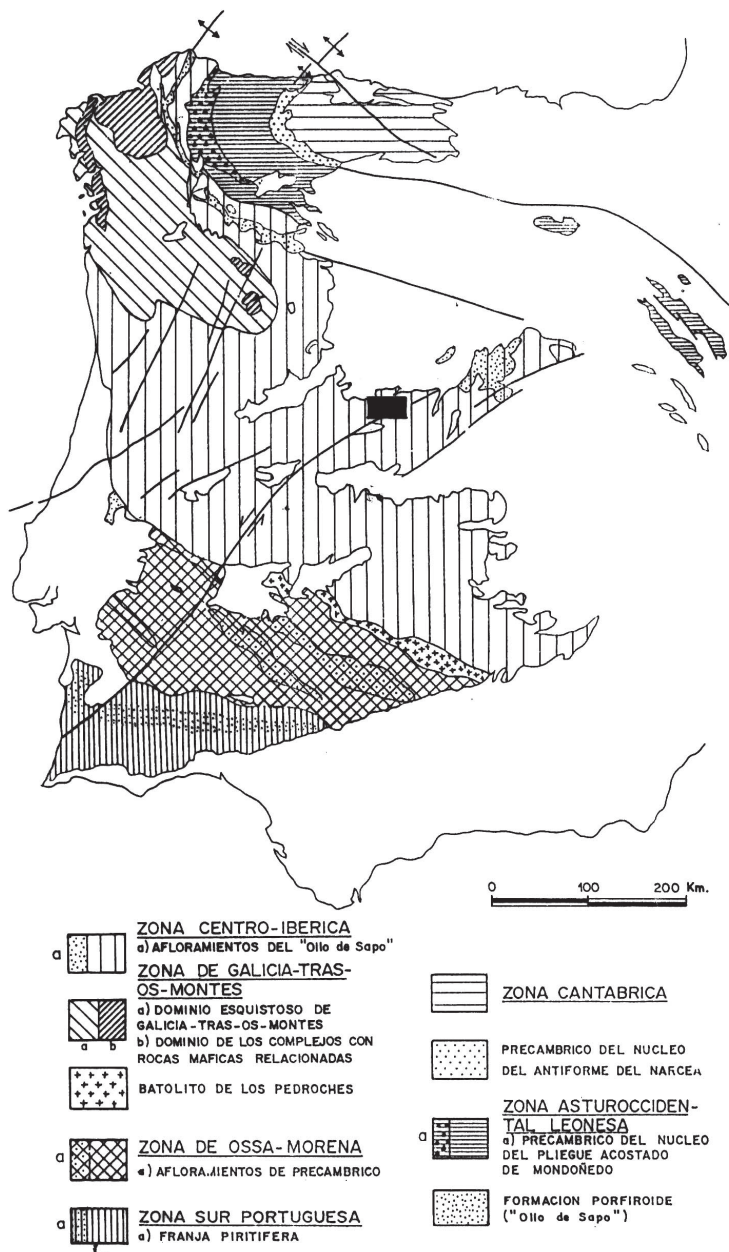 0 100 200 Km.
a ZONA CENTRO-IBERICA
a) AFLORAMIENTOS DEL "Ollo de Sapo"
ZONA DE GALICIA-TRAS-
OS-MONTES
a) DOMINIO ESQUISTOSO DE
GALICIA-TRAS-OS-MONTES
b) DOMINIO DE LOS COMPLEJOS CON
ROCAS MAFICAS RELACIONADAS
a b
BATOLITO DE LOS PEDROCHES
a ZONA DE OSSA-MORENA
a) AFLORAMIENTOS DE PRECAMBRICO
a ZONA SUR PORTUGUESA
a) FRANJA PIRITIFERA
ZONA CANTABRICA
PRECAMBRICO DEL NUCLEO
DEL ANTIFORME DEL NARCEA
ZONA ASTUROCCIDEN-
TAL LEONESA
a a) PRECAMBRICO DEL NUCLEO
DEL PLIEGUE ACOSTADO
DE MONDOÑEDO
FORMACION PORFIROIDE
("Ollo de Sapo")